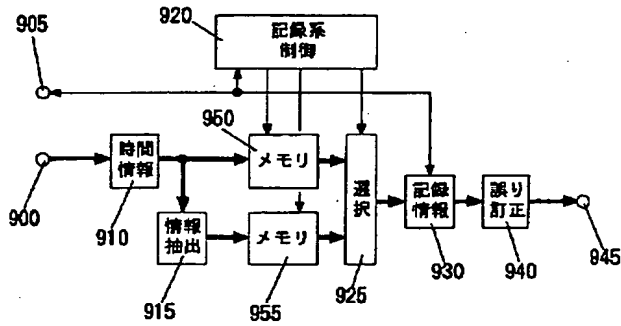 920
記録系
制御
905
950
時間
情報
メモリ
選択
記録
情報
誤り
訂正
900
910
情報
抽出
メモリ
930
940
945
915
955
925